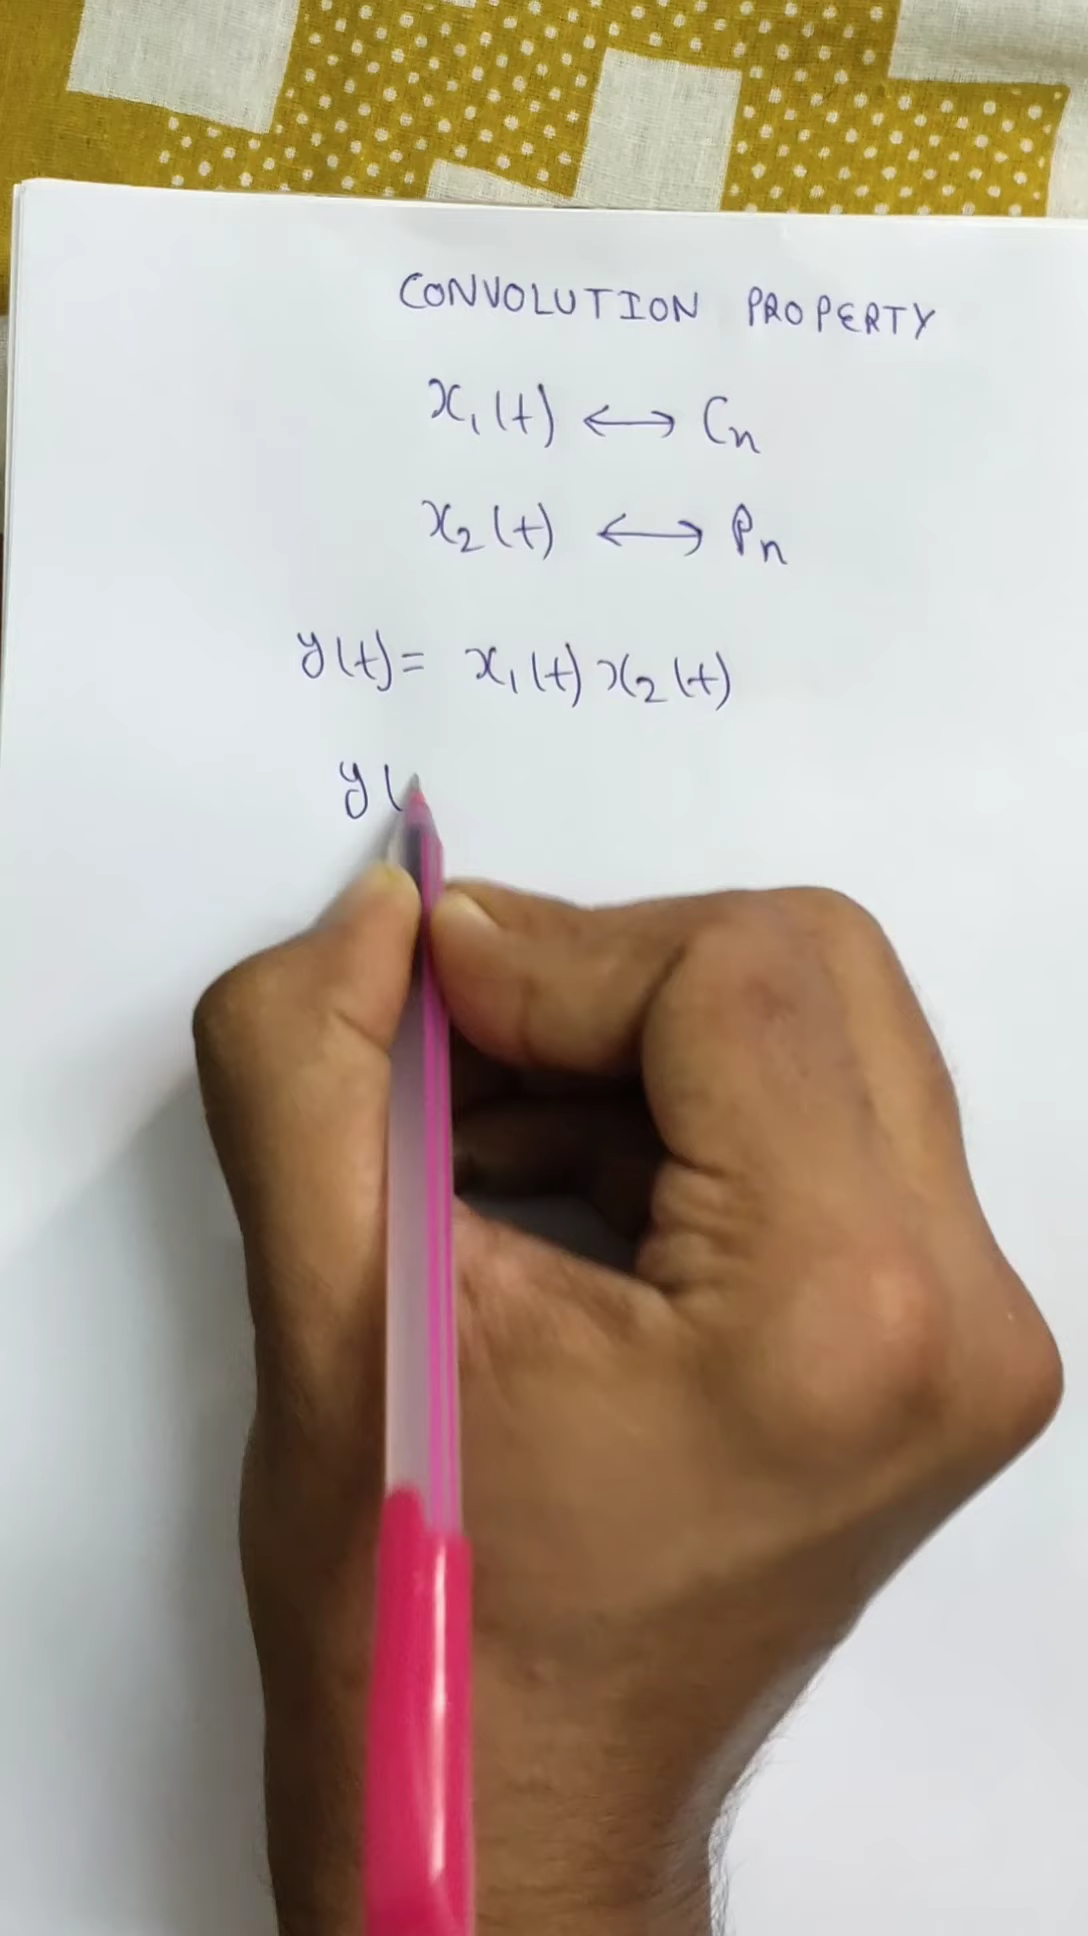 CONVOLUTION PROPERTY
x₁(t) ⟷ Cn
x₂(t) ⟷ Pn
y(t) = x₁(t) x₂(t)
y(